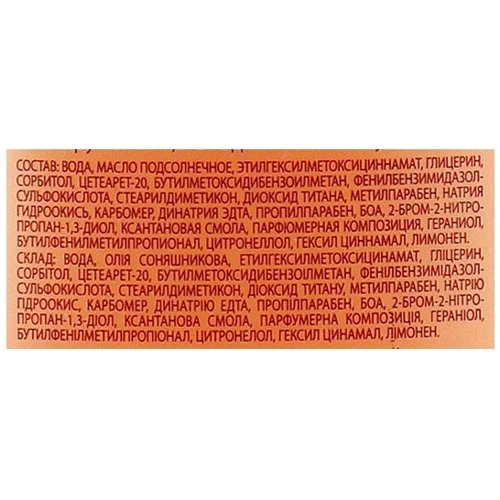 СОСТАВ: ВОДА, МАСЛО ПОДСОЛНЕЧНОЕ, ЭТИЛГЕКСИЛМЕТОКСИЦИННАМАТ, ГЛИЦЕРИН,
СОРБИТОЛ, ЦЕТЕАРЕТ-20, БУТИЛМЕТОКСИДИБЕНЗОИЛМЕТАН, ФЕНИЛБЕНЗИМИДАЗОЛ-
СУЛЬФОКИСЛОТА, СТЕАРИЛДИМЕТИКОН, ДИОКСИД ТИТАНА, МЕТИЛПАРАБЕН, НАТРИЯ
ГИДРООКИСЬ, КАРБОМЕР, ДИНАТРИЯ ЭДТА, ПРОПИЛПАРАБЕН, БОА, 2-БРОМ-2-НИТРО-
ПРОПАН-1,3-ДИОЛ, КСАНТАНОВАЯ СМОЛА, ПАРФЮМЕРНАЯ КОМПОЗИЦИЯ, ГЕРАНИОЛ,
БУТИЛФЕНИЛМЕТИЛПРОПИОНАЛ, ЦИТРОНЕЛЛОЛ, ГЕКСИЛ ЦИННАМАЛ, ЛИМОНЕН.
СКЛАД: ВОДА, ОЛІЯ СОНЯШНИКОВА, ЕТИЛГЕКСИЛМЕТОКСИЦИНАМАТ, ГЛІЦЕРИН,
СОРБІТОЛ, ЦЕТЕАРЕТ-20, БУТИЛМЕТОКСИДИБЕНЗОІЛМЕТАН, ФЕНІЛБЕНЗІМІДАЗОЛ-
СУЛЬФОКИСЛОТА, СТЕАРИЛДИМЕТИКОН, ДІОКСИД ТИТАНУ, МЕТИЛПАРАБЕН, НАТРІЮ
ГІДРООКИС, КАРБОМЕР, ДИНАТРІЮ ЕДТА, ПРОПІЛПАРАБЕН, БОА, 2-БРОМ-2-НІТРО-
ПРОПАН-1,3-ДІОЛ, КСАНТАНОВА СМОЛА, ПАРФУМЕРНА КОМПОЗИЦІЯ, ГЕРАНІОЛ,
БУТИЛФЕНІЛМЕТИЛПРОПІОНАЛ, ЦИТРОНЕЛОЛ, ГЕКСИЛ ЦИНАМАЛ, ЛІМОНЕН.